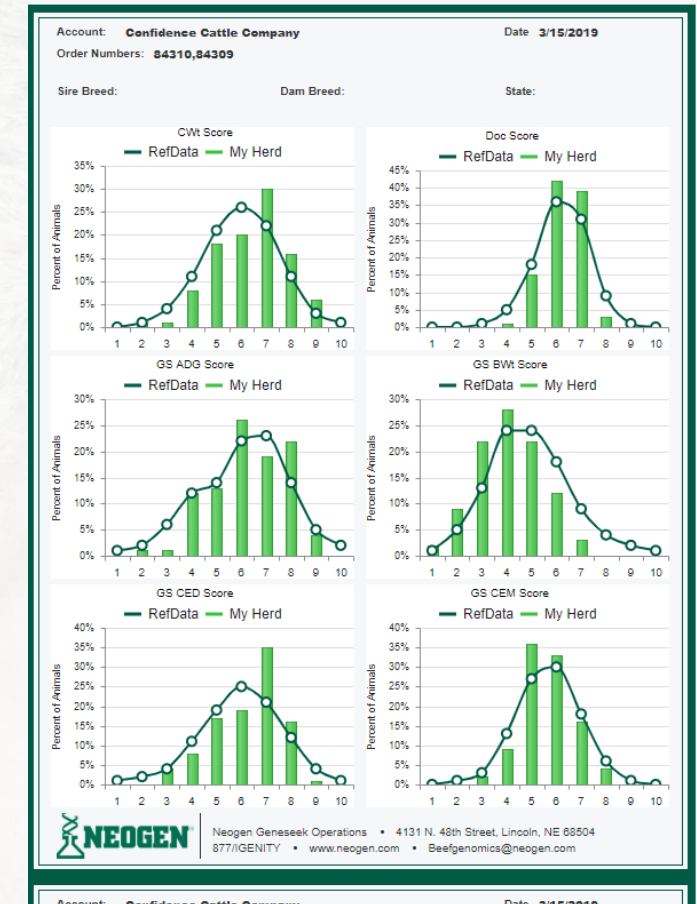 Account: Confidence Cattle Company Date 3/15/2019
Order Numbers: 84310,84309
Sire Breed: Dam Breed: State:
CWt Score
RefData My Herd
Percent of Animals
35%
30%
25%
20%
15%
10%
5%
0%
1 2 3 4 5 6 7 8 9 10
Doc Score
RefData My Herd
Percent of Animals
45%
40%
35%
30%
25%
20%
15%
10%
5%
0%
1 2 3 4 5 6 7 8 9 10
GS ADG Score
RefData My Herd
Percent of Animals
30%
25%
20%
15%
10%
5%
0%
1 2 3 4 5 6 7 8 9 10
GS BWt Score
RefData My Herd
Percent of Animals
30%
25%
20%
15%
10%
5%
0%
1 2 3 4 5 6 7 8 9 10
GS CED Score
RefData My Herd
Percent of Animals
40%
35%
30%
25%
20%
15%
10%
5%
0%
1 2 3 4 5 6 7 8 9 10
GS CEM Score
RefData My Herd
Percent of Animals
40%
35%
30%
25%
20%
15%
10%
5%
0%
1 2 3 4 5 6 7 8 9 10
NEOGEN
Neogen Geneseek Operations • 4131 N. 48th Street, Lincoln, NE 68504
877/IGENITY • www.neogen.com • Beefgenomics@neogen.com
Account: Confidence Cattle Company Date 3/15/2019